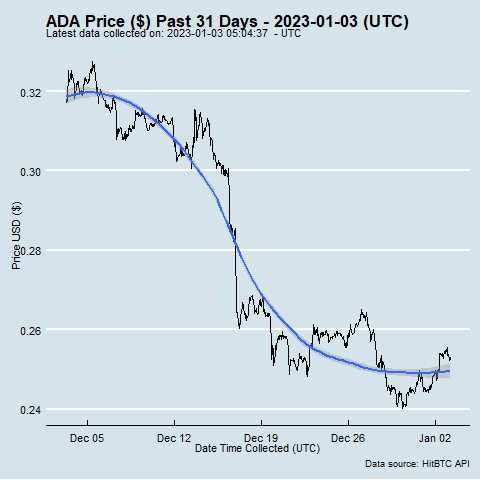 ADA Price ($) Past 31 Days - 2023-01-03 (UTC)
Latest data collected on: 2023-01-03 05:04:37 - UTC
0.32
0.30
0.28
0.26
0.24
Price USD ($)
Dec 05 Dec 12 Dec 19 Dec 26 Jan 02
Date Time Collected (UTC)
Data source: HitBTC API